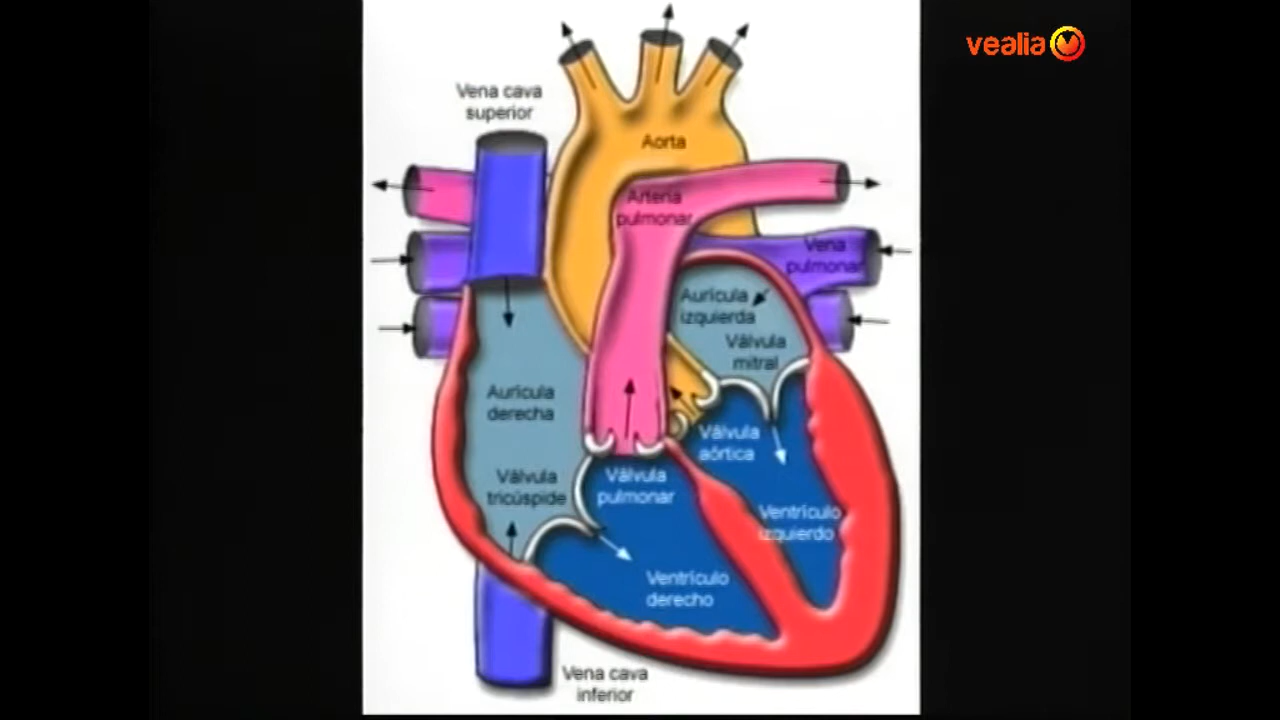 vealia
Vena cava
superior
Aorta
Arteria
pulmonar
Vena
pulmonar
Aurícula
izquierda
Válvula
mitral
Aurícula
derecha
Válvula
aórtica
Válvula
tricúspide
Válvula
pulmonar
Ventrículo
izquierdo
Ventrículo
derecho
Vena cava
inferior